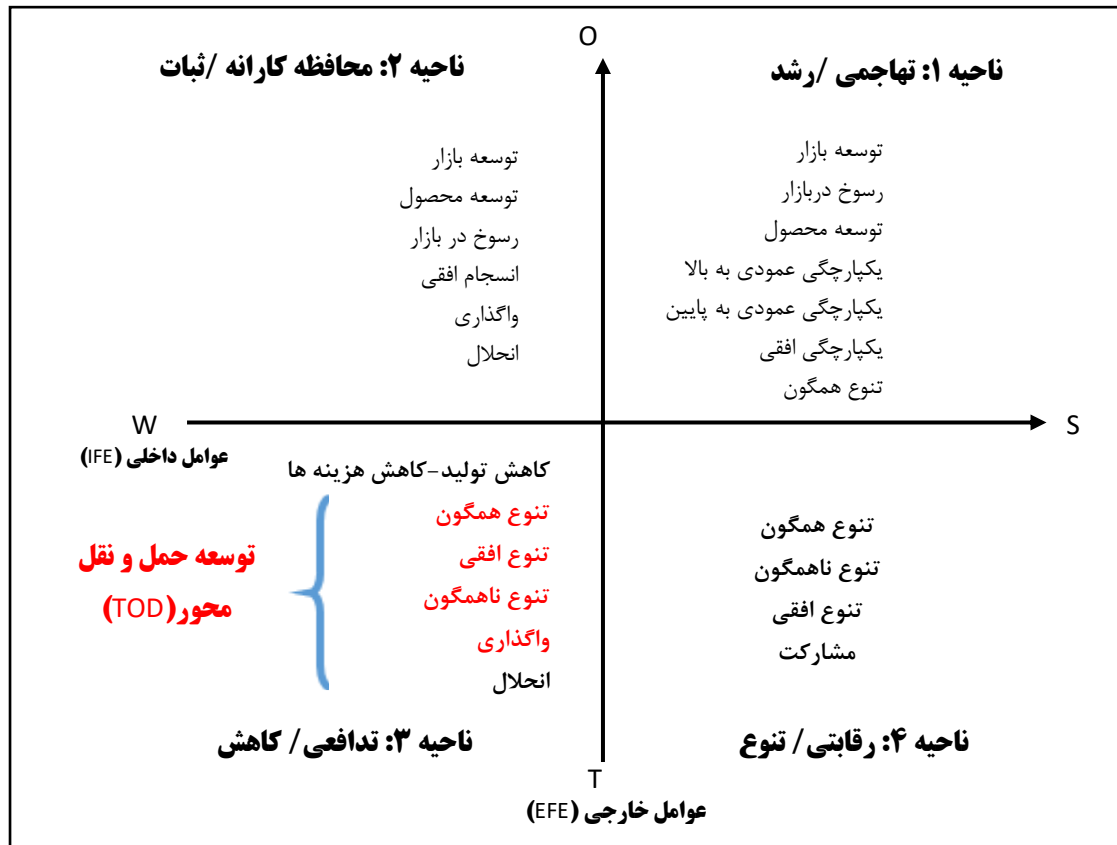 O
ناحیه ۱: تهاجمی /رشد
توسعه بازار
رسوخ دربازار
توسعه محصول
یکپارچگی عمودی به بالا
یکپارچگی عمودی به پایین
یکپارچگی افقی
تنوع همگون
ناحیه ۲: محافظه کارانه /ثبات
توسعه بازار
توسعه محصول
رسوخ در بازار
انسجام افقی
واگذاری
انحلال
S
W
عوامل داخلی (IFE)
کاهش تولید-کاهش هزینه ها
تنوع همگون
تنوع افقی
تنوع ناهمگون
واگذاری
انحلال
توسعه حمل و نقل
محور(TOD)
ناحیه ۳: تدافعی/ کاهش
تنوع همگون
تنوع ناهمگون
تنوع افقی
مشارکت
ناحیه ۴: رقابتی/ تنوع
T
عوامل خارجی (EFE)